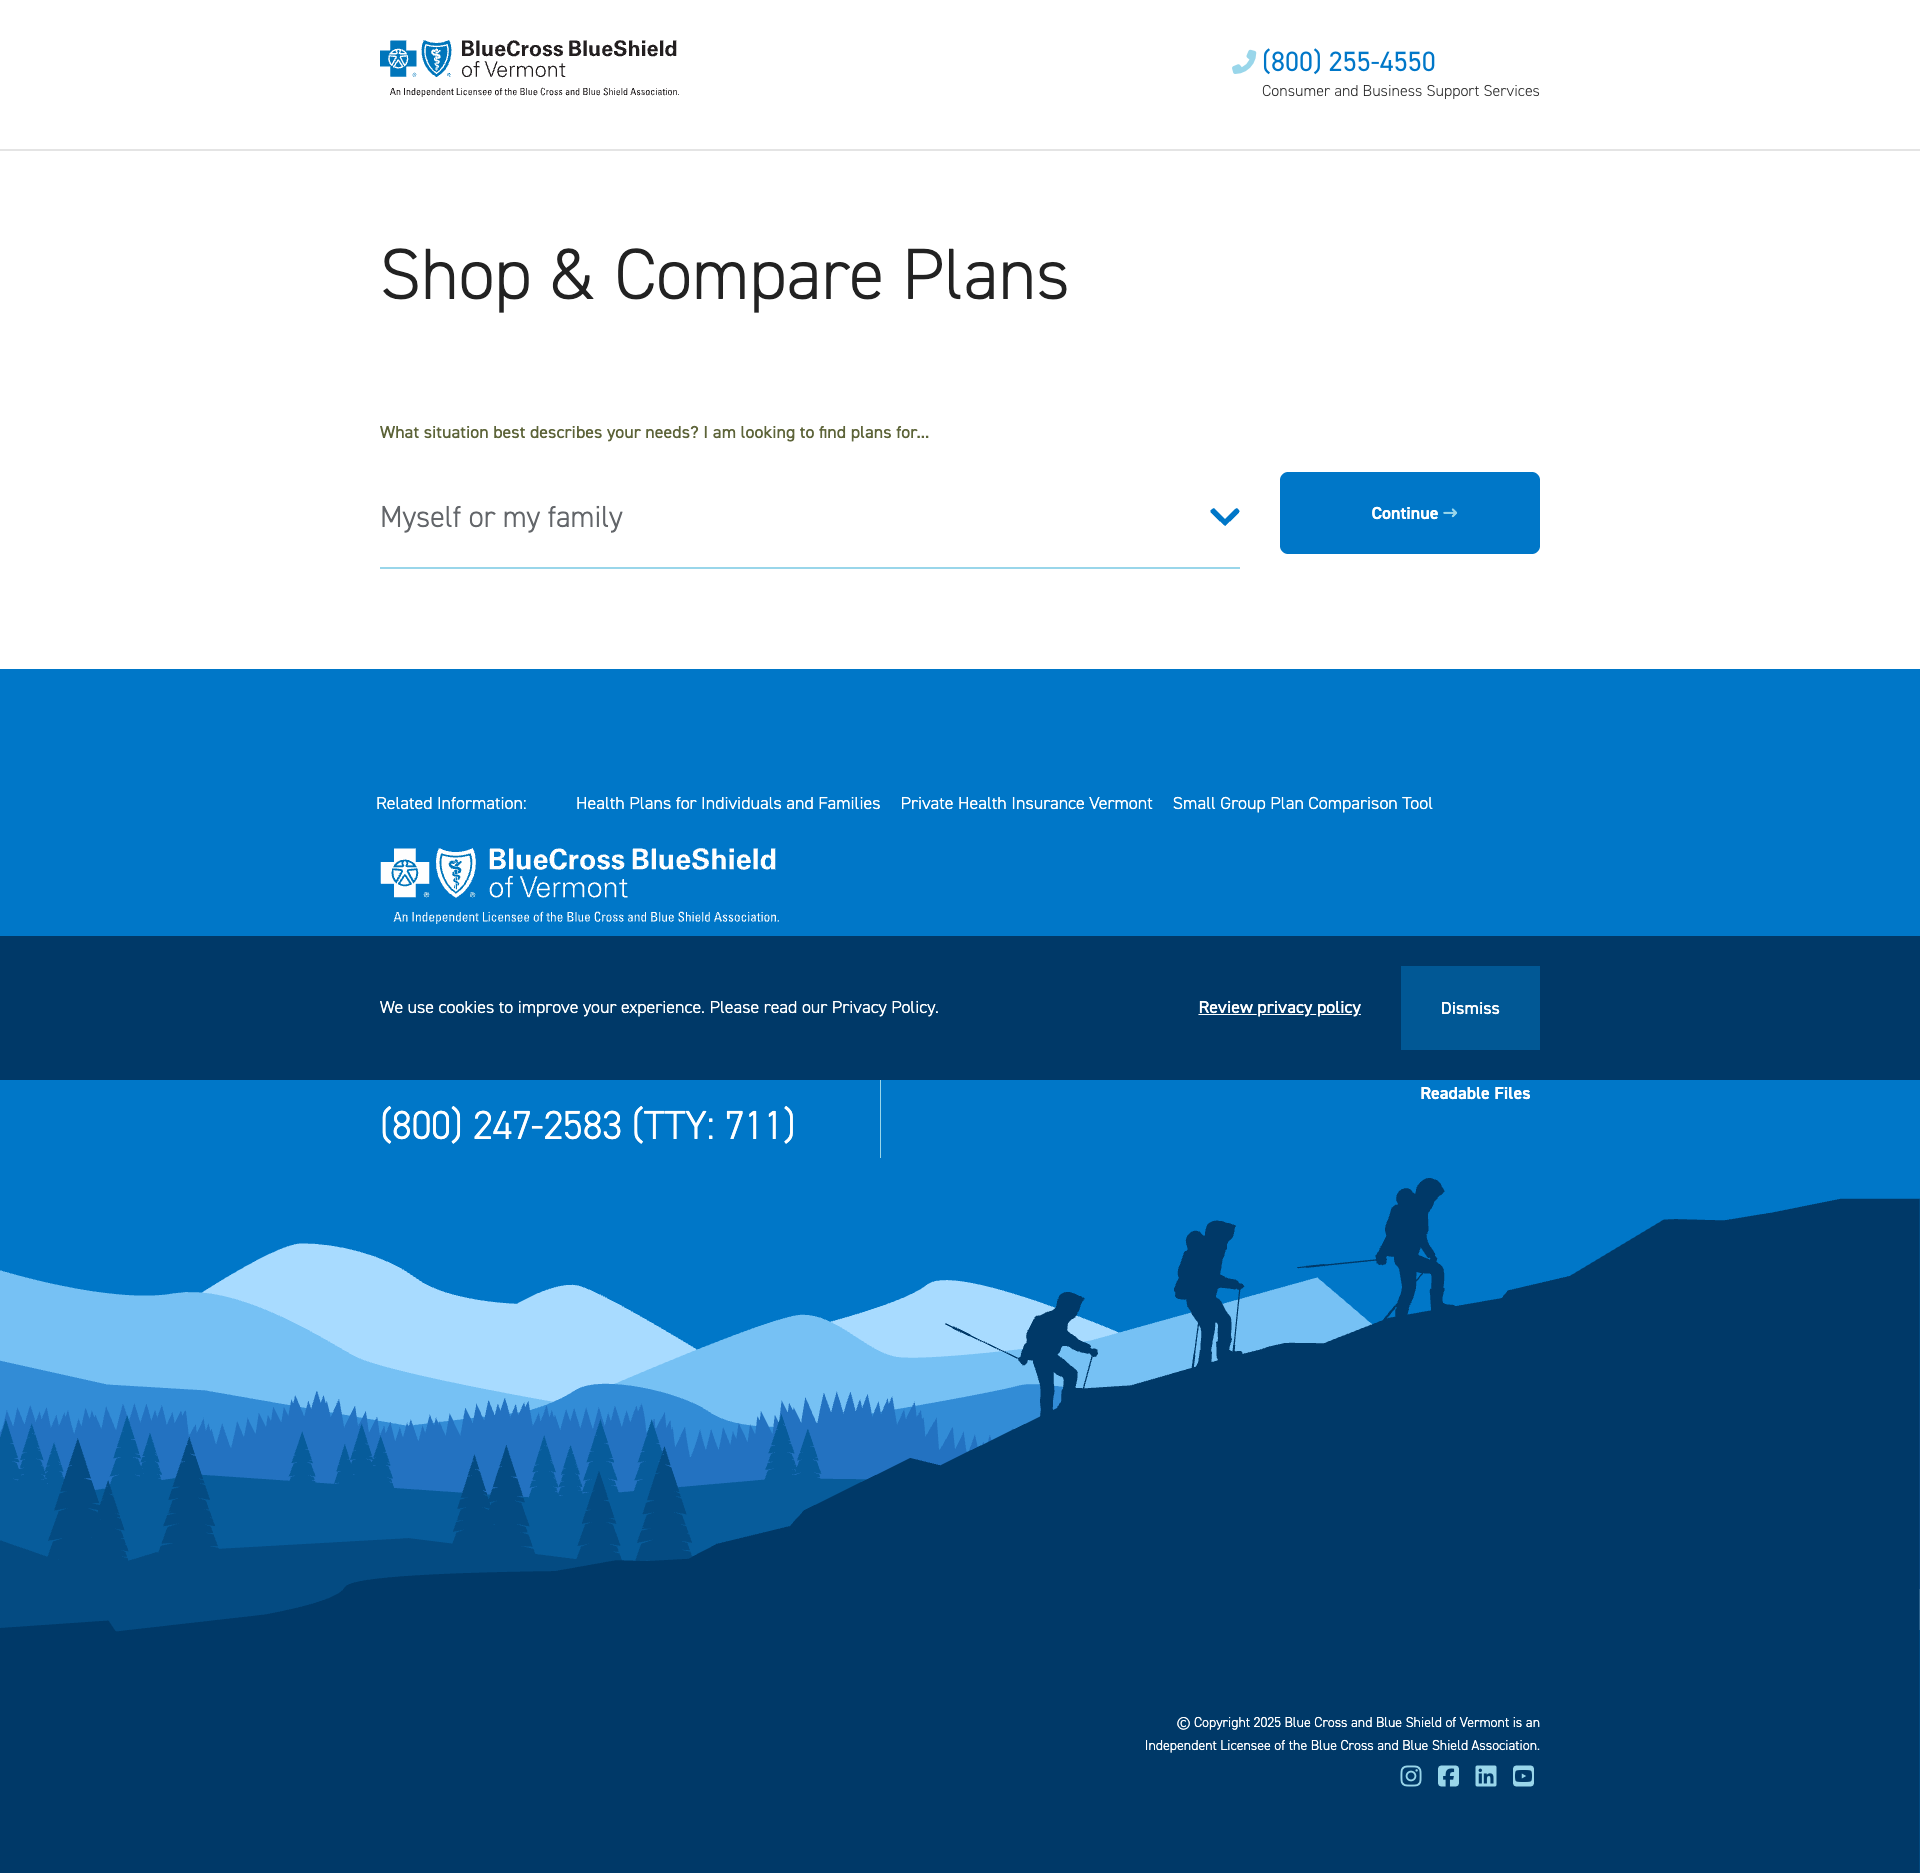 BlueCross BlueShield
of Vermont
An Independent Licensee of the Blue Cross and Blue Shield Association.
(800) 255-4550
Consumer and Business Support Services
Shop & Compare Plans
What situation best describes your needs? I am looking to find plans for...
Myself or my family
Continue →
Related Information:
Health Plans for Individuals and Families
Private Health Insurance Vermont
Small Group Plan Comparison Tool
BlueCross BlueShield
of Vermont
An Independent Licensee of the Blue Cross and Blue Shield Association.
We use cookies to improve your experience. Please read our Privacy Policy.
Review privacy policy
Dismiss
Readable Files
(800) 247-2583 (TTY: 711)
© Copyright 2025 Blue Cross and Blue Shield of Vermont is an
Independent Licensee of the Blue Cross and Blue Shield Association.